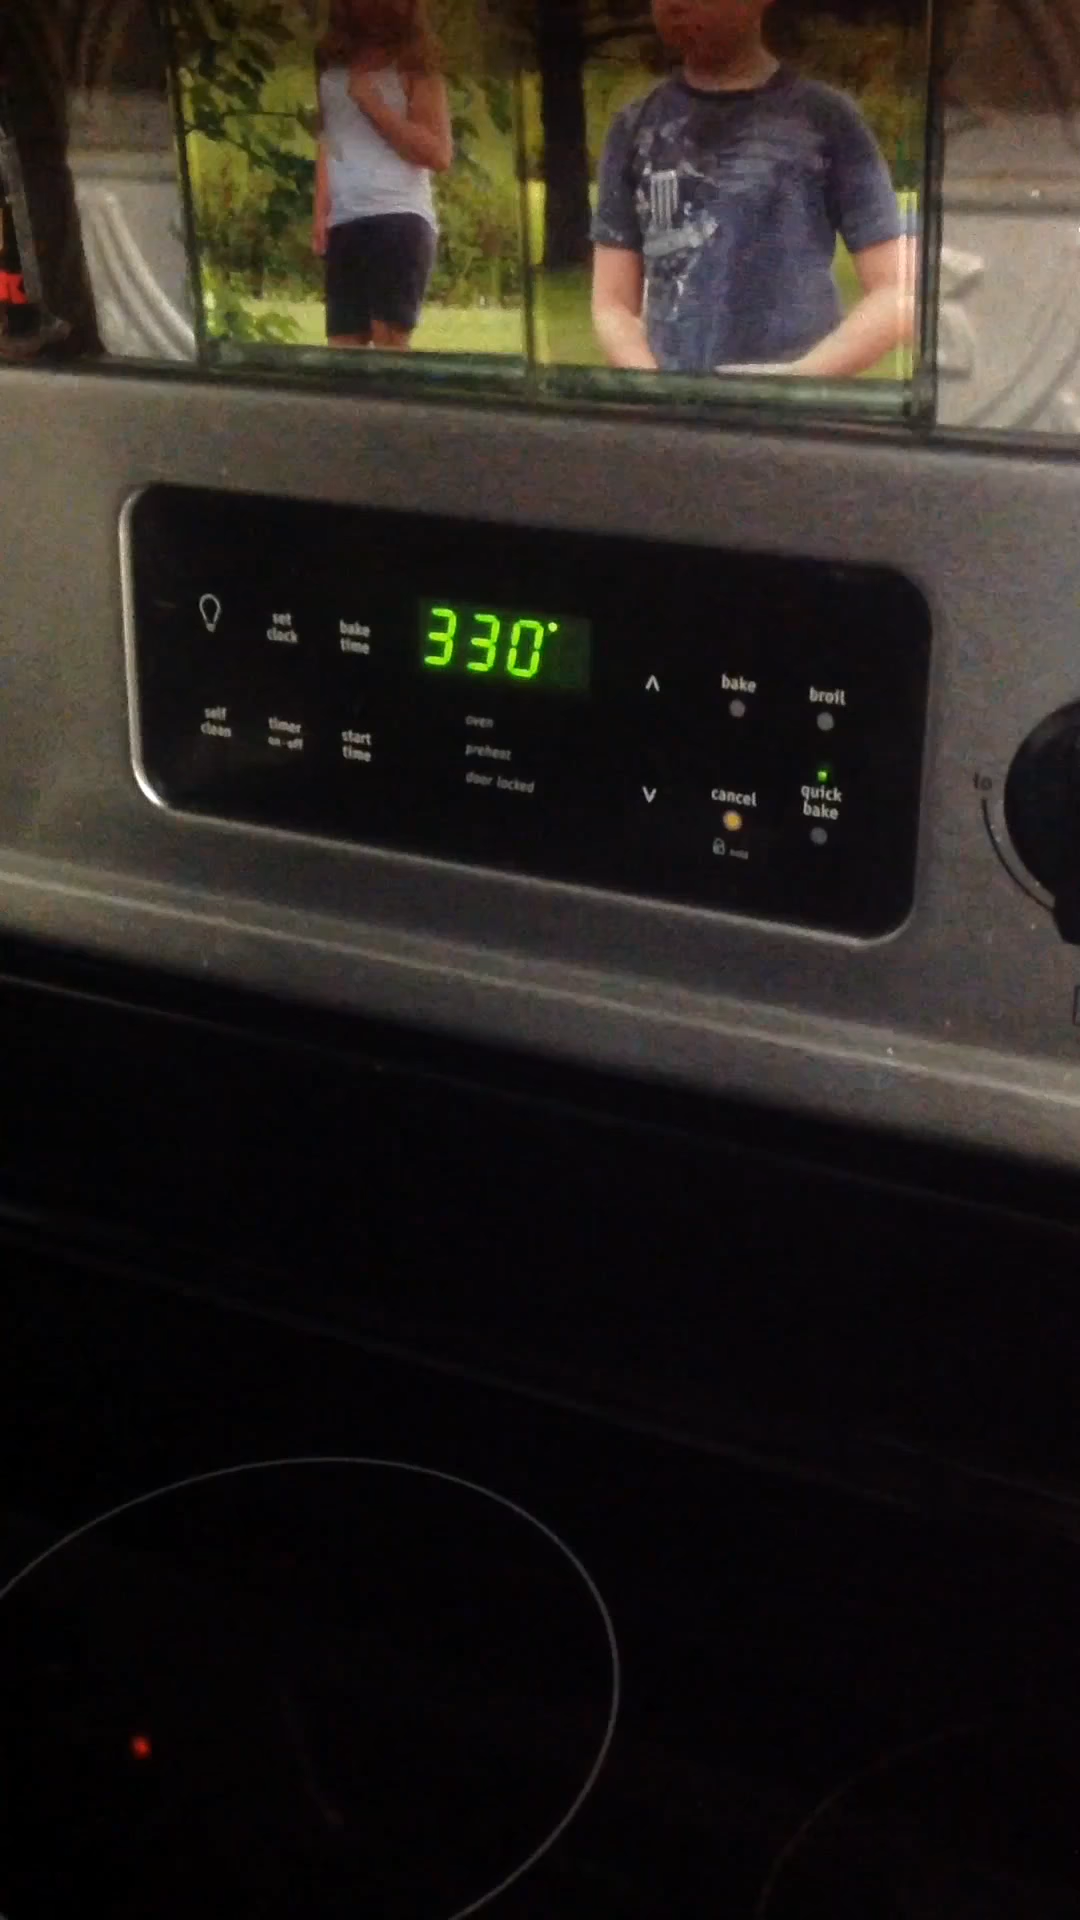 330°
set
clock
bake
time
bake
broil
self
clean
timer
on-off
start
time
oven
preheat
door locked
cancel
quick
bake
lo